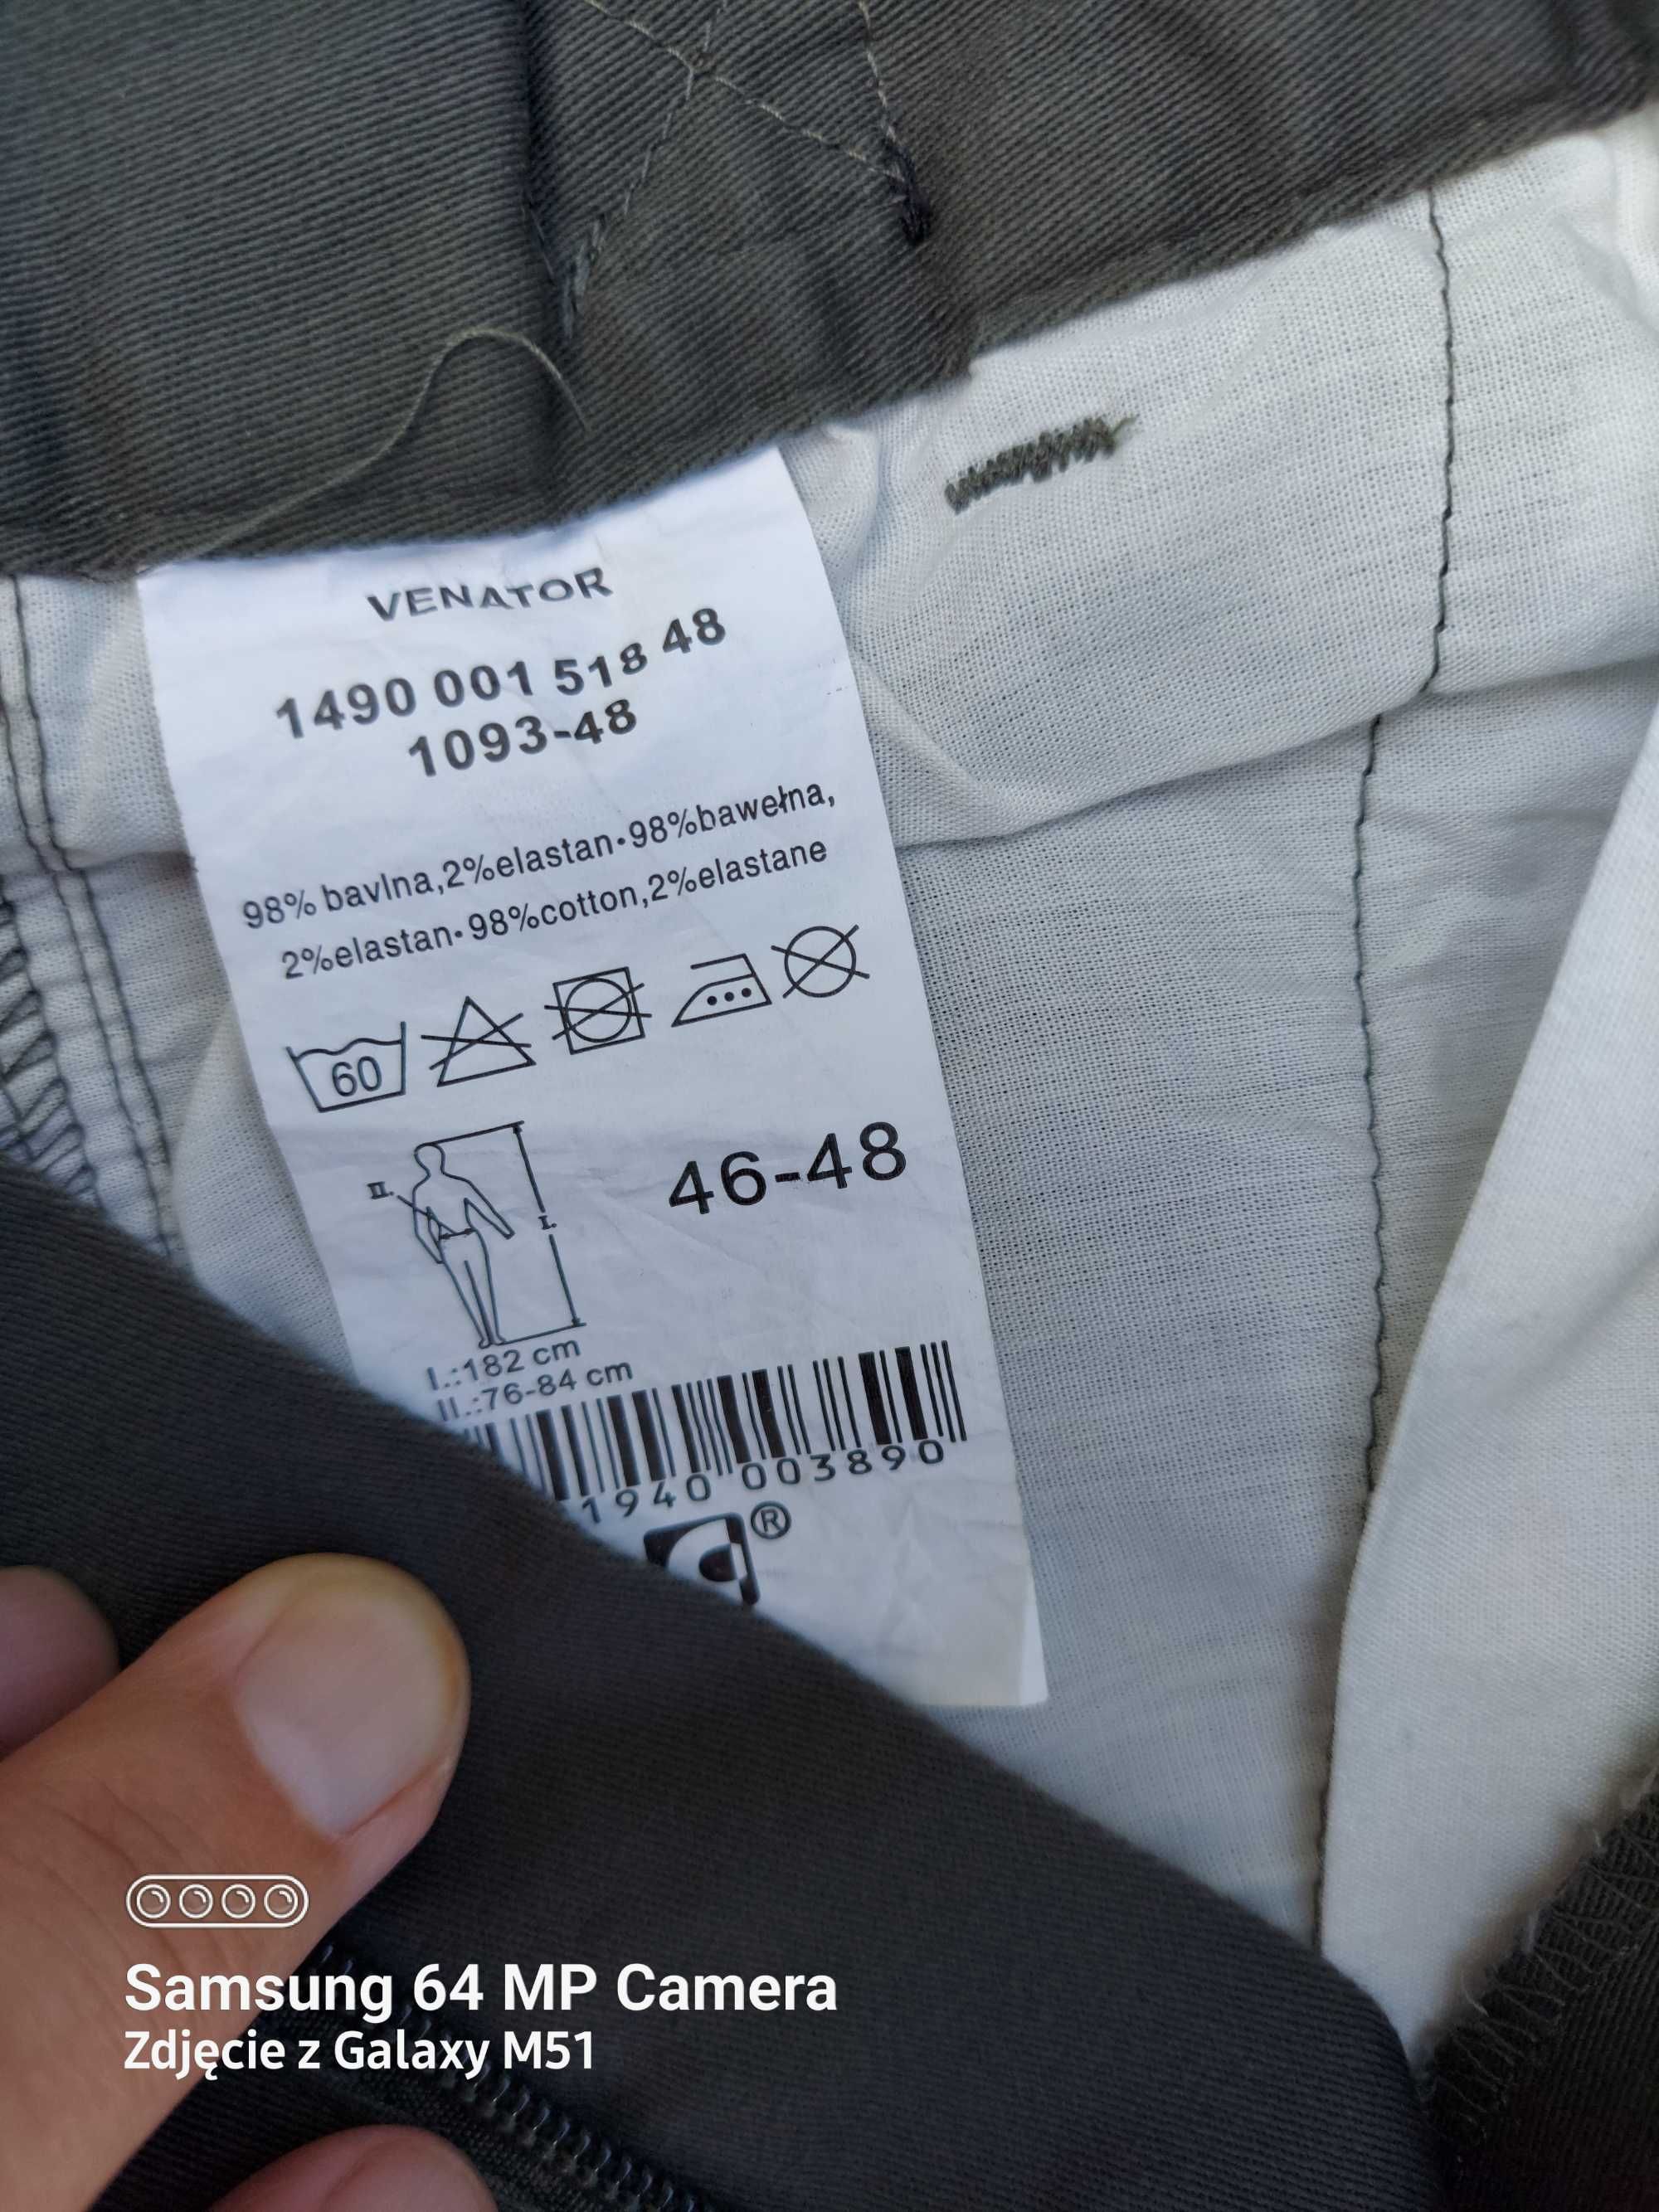 VENATOR
1490 001 518 48
1093-48
98% bavlna,2%elastan•98%bawełna,
2%elastan•98%cotton,2%elastane
60
46-48
II.
I.
I.:182 cm
II.:76-84 cm
1940 003890
®
Samsung 64 MP Camera
Zdjęcie z Galaxy M51